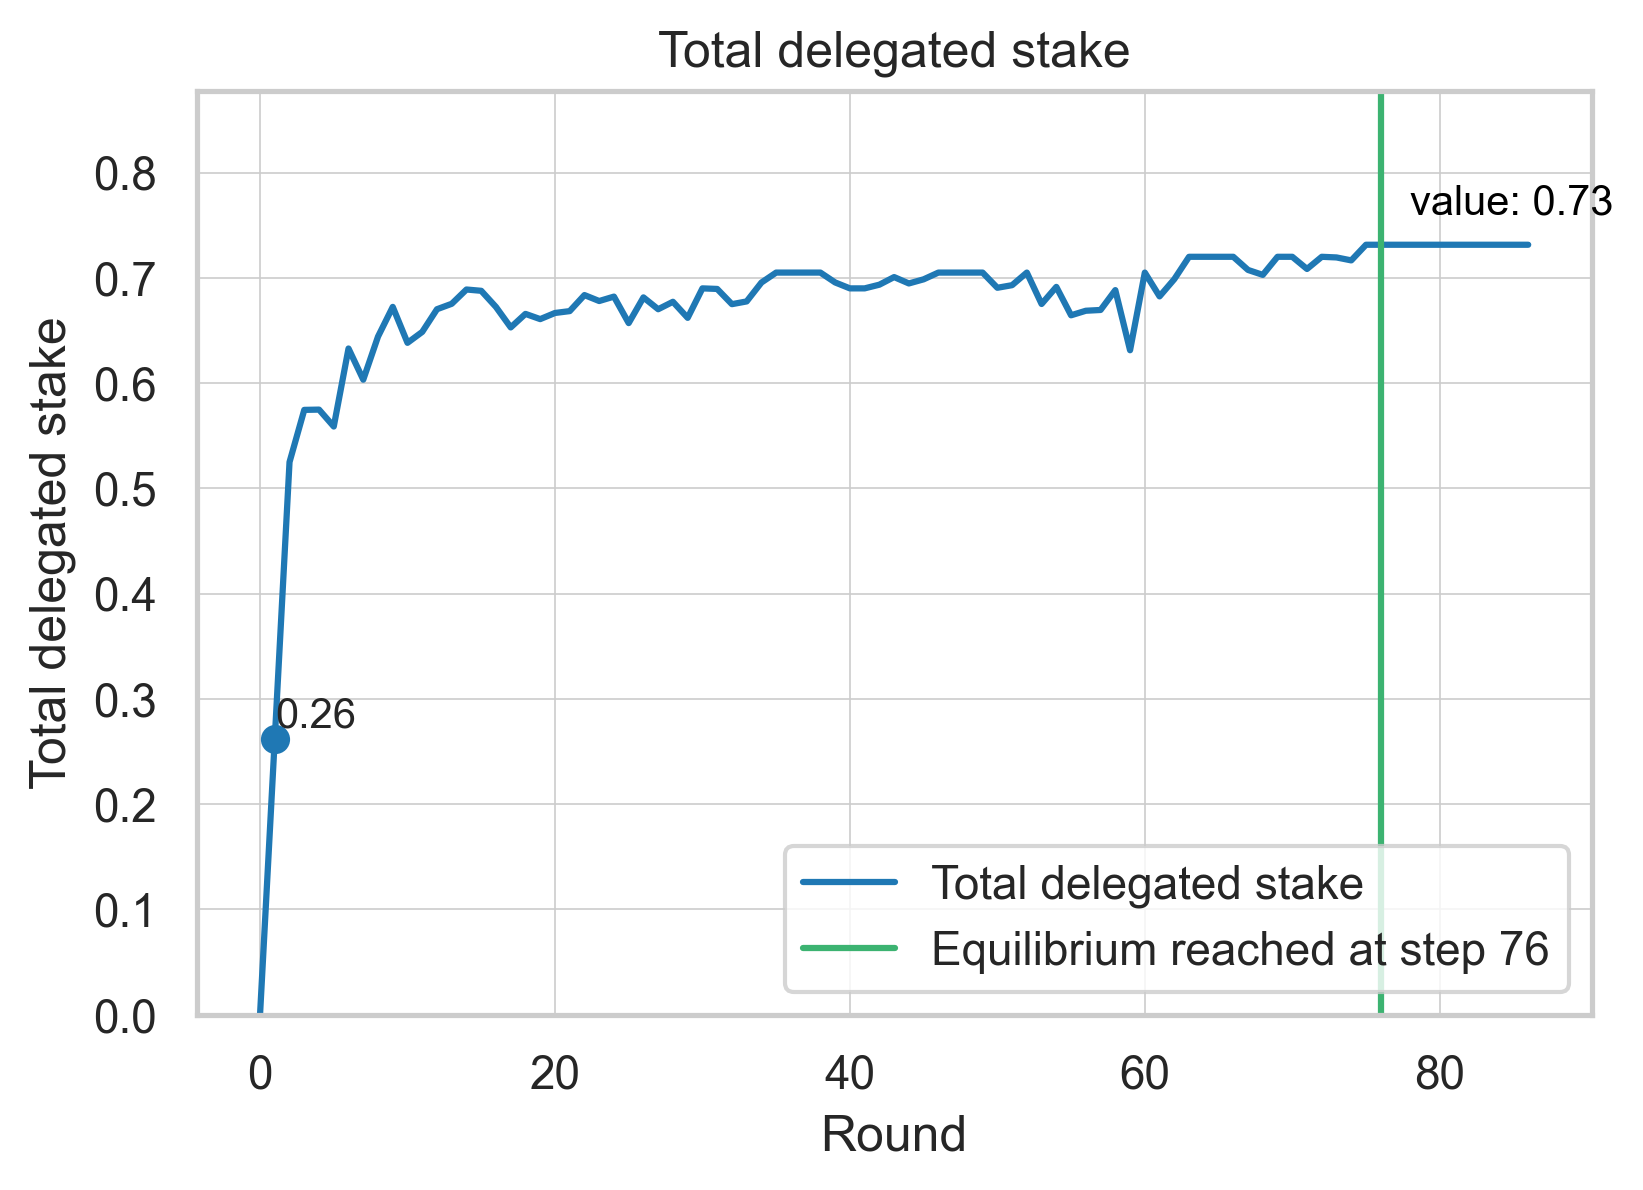 Total delegated stake
Total delegated stake
0.8
0.7
0.6
0.5
0.4
0.3
0.2
0.1
0.0
value: 0.73
0.26
Total delegated stake
Equilibrium reached at step 76
0 20 40 60 80
Round